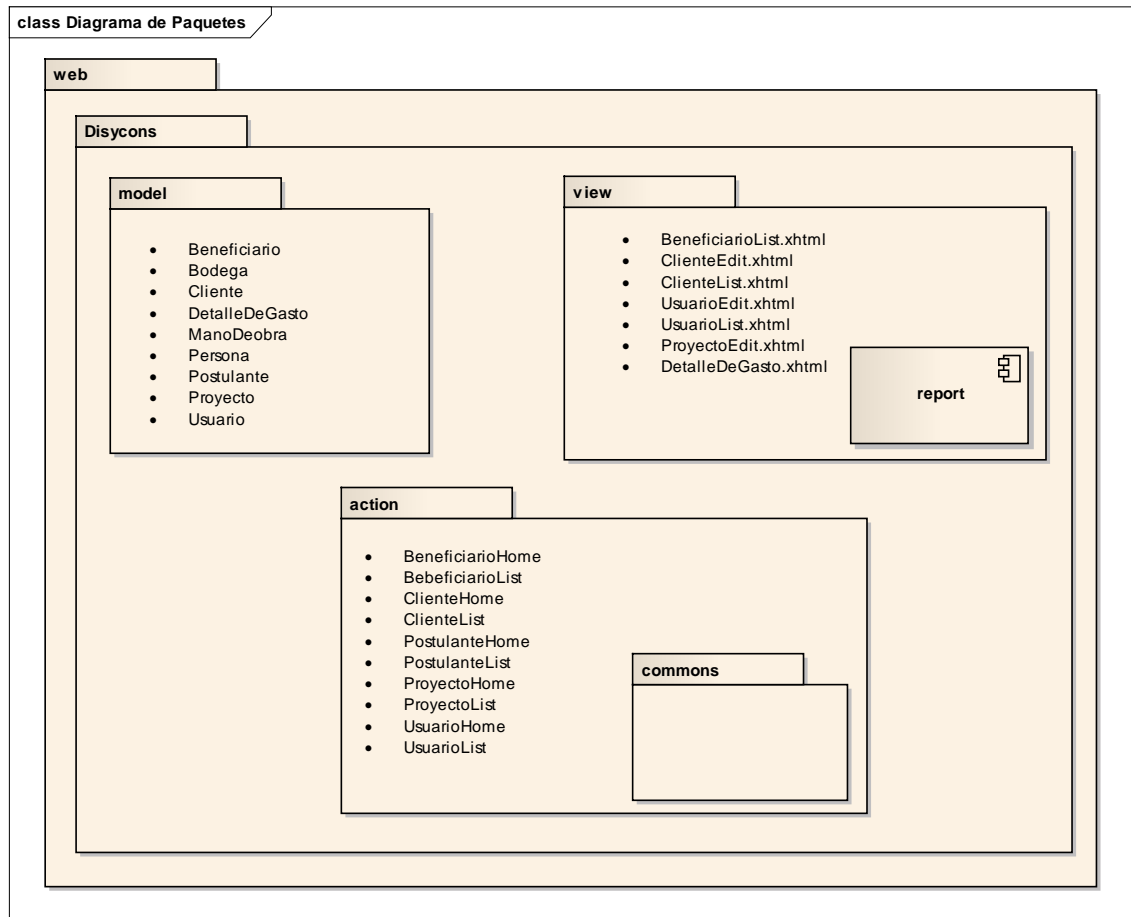 class Diagrama de Paquetes
web
Disycons
model
• Beneficiario
• Bodega
• Cliente
• DetalleDeGasto
• ManoDeobra
• Persona
• Postulante
• Proyecto
• Usuario
view
• BeneficiarioList.xhtml
• ClienteEdit.xhtml
• ClienteList.xhtml
• UsuarioEdit.xhtml
• UsuarioList.xhtml
• ProyectoEdit.xhtml
• DetalleDeGasto.xhtml
report
action
• BeneficiarioHome
• BebeficiarioList
• ClienteHome
• ClienteList
• PostulanteHome
• PostulanteList
• ProyectoHome
• ProyectoList
• UsuarioHome
• UsuarioList
commons